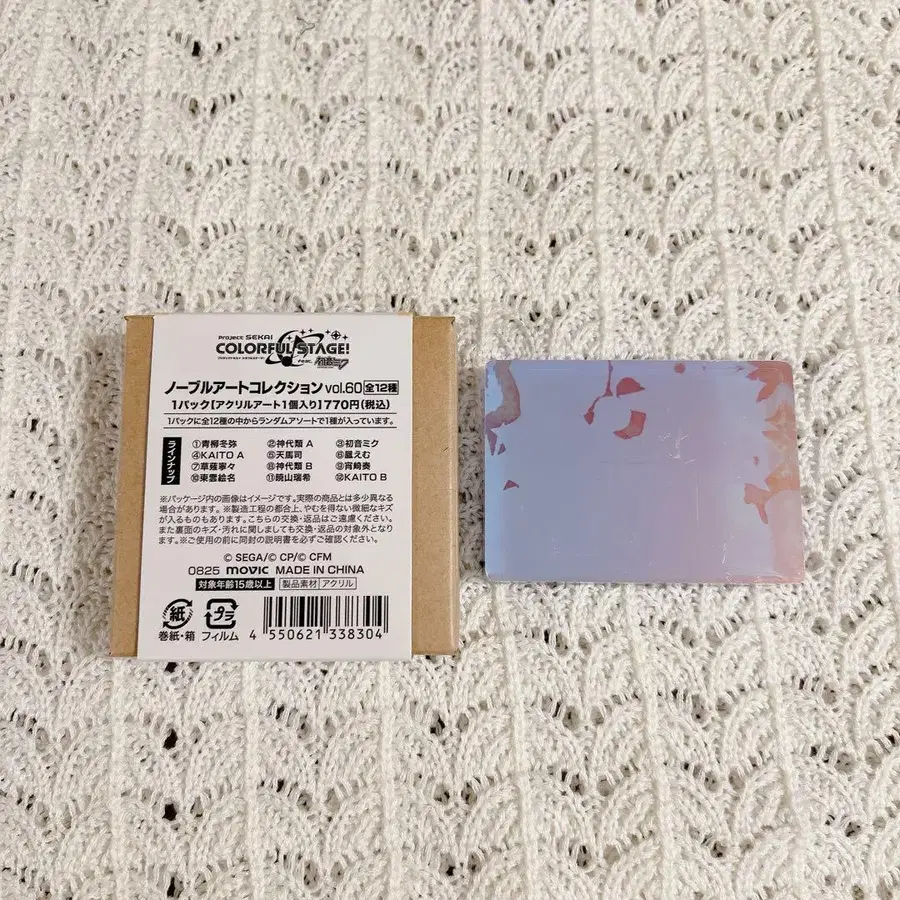 Project SEKAI
COLORFUL STAGE!
feat. 初音ミク
ノーブルアートコレクション vol.60 全12種
1パック【アクリルアート1個入り】770円(税込)
1パックに全12種の中からランダムアソートで1種が入っています。
ラインナップ
①青柳冬弥 ②神代類 A ③初音ミク
④KAITO A ⑤天馬司 ⑥鳳えむ
⑦草薙寧々 ⑧神代類 B ⑨宵崎奏
⑩東雲絵名 ⑪暁山瑞希 ⑫KAITO B
※パッケージ内の画像はイメージです。実際の商品とは多少異なる
場合があります。※製造工程の都合上、やむを得ない微細なキズ
が入るものもあります。こちらの交換・返品はご遠慮ください。
また裏面のキズ・汚れに関しましても交換・返品の対象外となり
ます。※ご使用の前に同封の説明書を必ずご確認ください。
© SEGA/© CP/© CFM
0825 movic MADE IN CHINA
対象年齢15歳以上 製品素材 アクリル
紙 プラ
巻紙・箱 フィルム
4 550621 338304